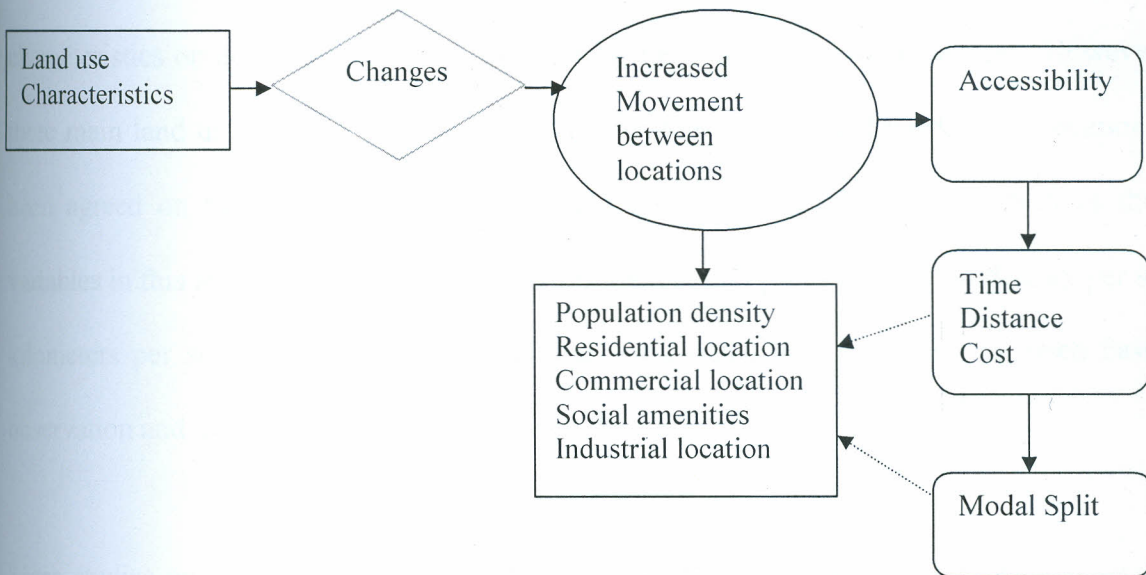 Land use
Characteristics
Changes
Increased
Movement
between
locations
Accessibility
Population density
Residential location
Commercial location
Social amenities
Industrial location
Time
Distance
Cost
Modal Split